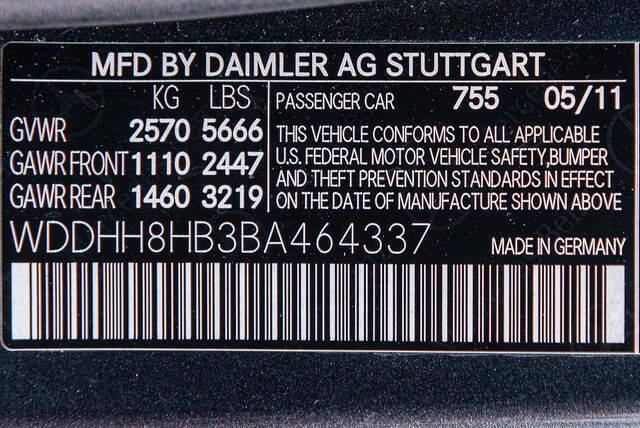 MFD BY DAIMLER AG STUTTGART
KG LBS
GVWR 2570 5666
GAWR FRONT 1110 2447
GAWR REAR 1460 3219
PASSENGER CAR 755 05/11
THIS VEHICLE CONFORMS TO ALL APPLICABLE
U.S. FEDERAL MOTOR VEHICLE SAFETY,BUMPER
AND THEFT PREVENTION STANDARDS IN EFFECT
ON THE DATE OF MANUFACTURE SHOWN ABOVE
WDDHH8HB3BA464337
MADE IN GERMANY